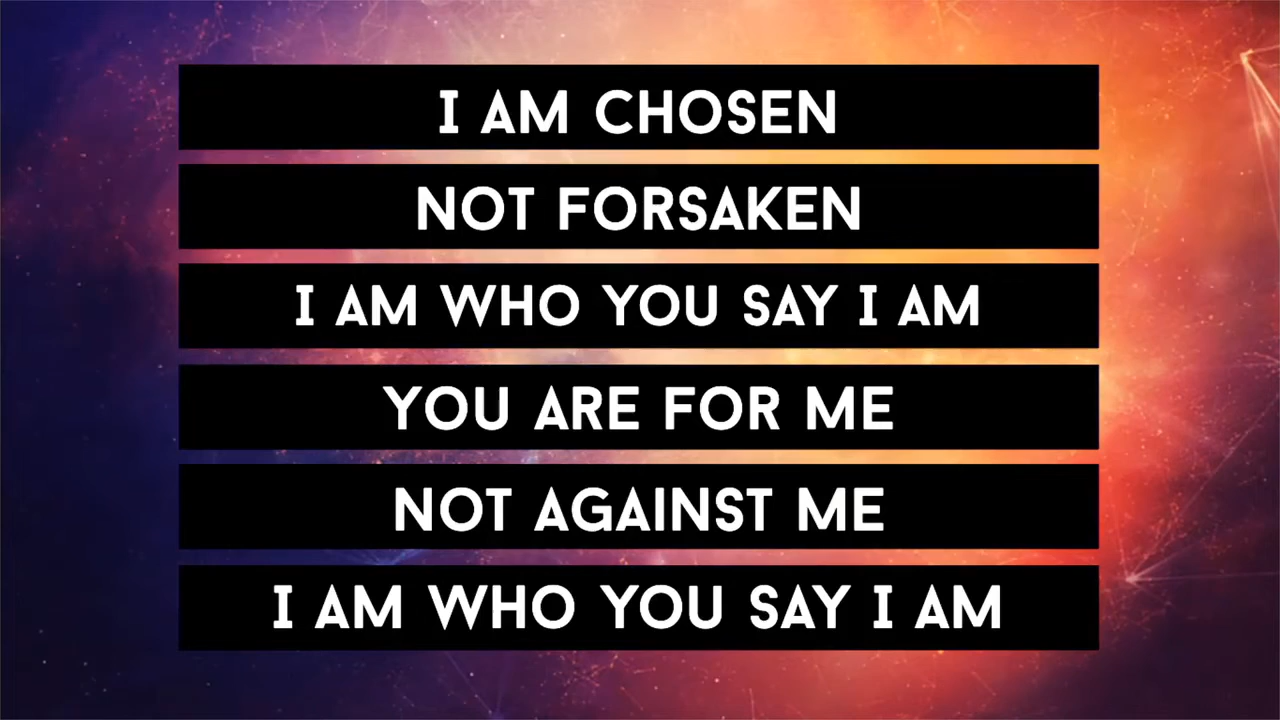 I AM CHOSEN
NOT FORSAKEN
I AM WHO YOU SAY I AM
YOU ARE FOR ME
NOT AGAINST ME
I AM WHO YOU SAY I AM